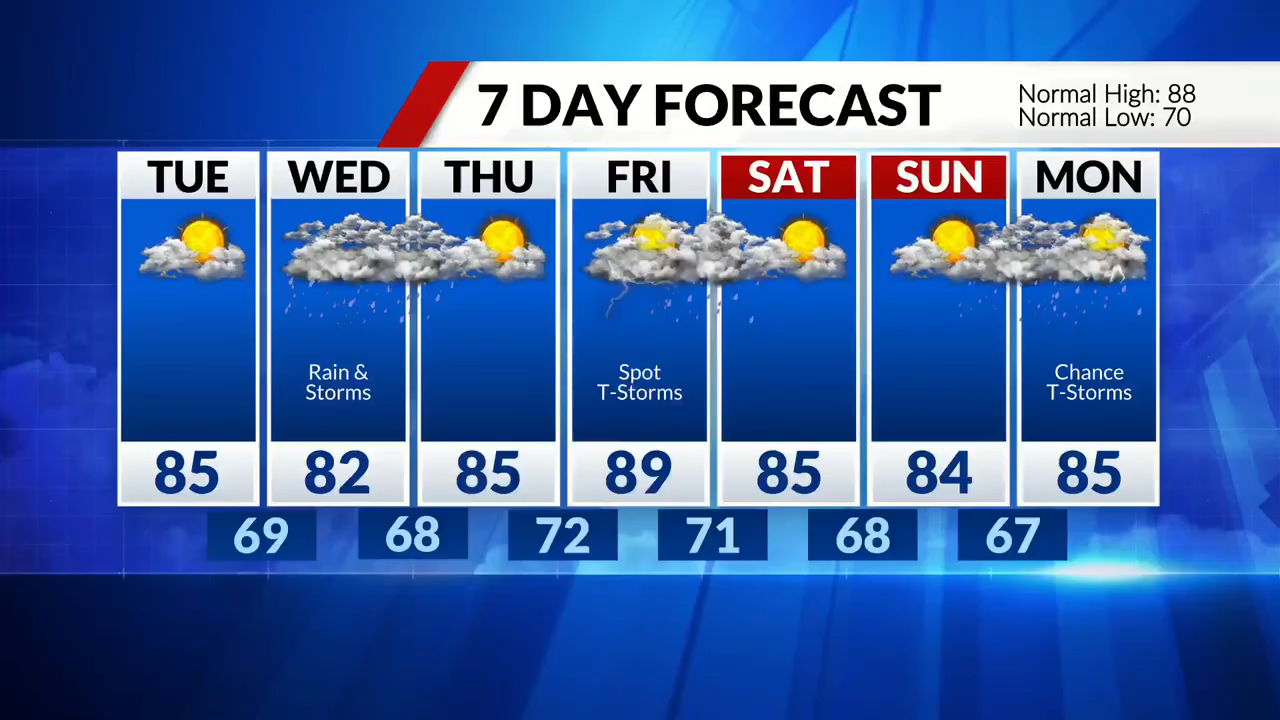 7 DAY FORECAST
Normal High: 88
Normal Low: 70
TUE
WED
THU
FRI
SAT
SUN
MON
Rain &
Storms
Spot
T-Storms
Chance
T-Storms
85
82
85
89
85
84
85
69
68
72
71
68
67